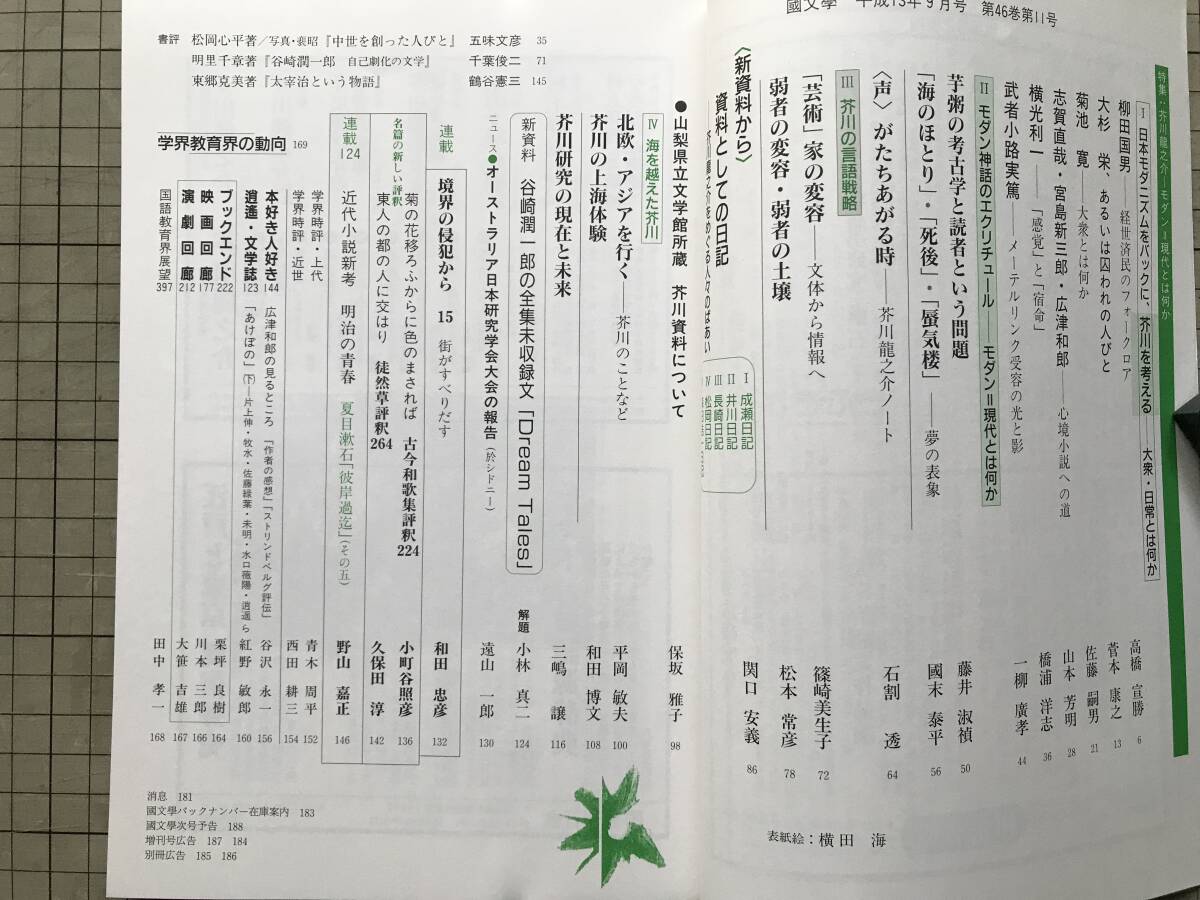 國文學 平成13年9月号 第46巻第11号
特集:芥川龍之介―モダン=現代とは何か
Ⅰ 日本モダニズムをバックに、芥川を考える――大衆・日常とは何か
柳田国男――経世済民のフォークロア 高橋 宣勝 6
大杉 栄、あるいは囚われの人びと 菅本 康之 13
菊池 寛――大衆とは何か 佐藤 嗣男 21
志賀直哉・宮島新三郎・広津和郎――心境小説への道 山本 芳明 28
横光利一――「感覚」と「宿命」 橋浦 洋志 36
武者小路実篤――メーテルリンク受容の光と影 一柳 廣孝 44
Ⅱ モダン神話のエクリチュール――モダン=現代とは何か
芋粥の考古学と読者という問題 藤井 淑禎 50
「海のほとり」・「死後」・「蜃気楼」――夢の表象 國末 泰平 56
〈声〉がたちあがる時――芥川龍之介ノート 石割 透 64
Ⅲ 芥川の言語戦略
「芸術」家の変容――文体から情報へ 篠崎美生子 72
弱者の変容・弱者の土壌 松本 常彦 78
〈新資料から〉
資料としての日記 関口 安義 86
芥川龍之介をめぐる人々のばあい
Ⅰ 成瀬日記
Ⅱ 井川日記
Ⅲ 長崎日記
Ⅳ 松岡日記
●山梨県立文学館所蔵 芥川資料について 保坂 雅子 98
Ⅳ 海を越えた芥川
北欧・アジアを行く――芥川のことなど 平岡 敏夫 100
芥川の上海体験 和田 博文 108
芥川研究の現在と未来 三嶋 譲 116
新資料 谷崎潤一郎の全集未収録文「Dream Tales」 解題 小林 真二 124
ニュース●オーストラリア日本研究学会大会の報告(於シドニー) 遠山 一郎 130
連載 境界の侵犯から 15 街がすべりだす 和田 忠彦 132
名篇の新しい評釈
菊の花移ろふからに色のまされば 古今和歌集評釈224 小町谷照彦 136
東人の都の人に交はり 徒然草評釈264 久保田 淳 142
連載124 近代小説新考 明治の青春 夏目漱石「彼岸過迄」(その五) 野山 嘉正 146
学界時評・上代 青木 周平 152
学界時評・近世 西田 耕三 154
本好き人好き144 広津和郎の見るところ 「作者の感想」「ストリンドベルグ評伝」 谷沢 永一 156
逍遥・文学誌123 「あけぼの」(下)―片上伸・牧水・佐藤緑葉・未明・水口薇陽・逍遥ら 紅野 敏郎 160
ブックエンド222 栗坪 良樹 164
映画回廊177 川本 三郎 166
演劇回廊212 大笹 吉雄 167
国語教育界展望397 田中 孝一 168
学界教育界の動向 169
書評 松岡心平著/写真・裴昭『中世を創った人びと』 五味文彦 35
明里千章著『谷崎潤一郎 自己劇化の文学』 千葉俊二 71
東郷克美著『太宰治という物語』 鶴谷憲三 145
消息 181
國文學バックナンバー在庫案内 183
國文學次号予告 188
増刊号広告 187 184
別冊広告 185 186
表紙絵:横田 海